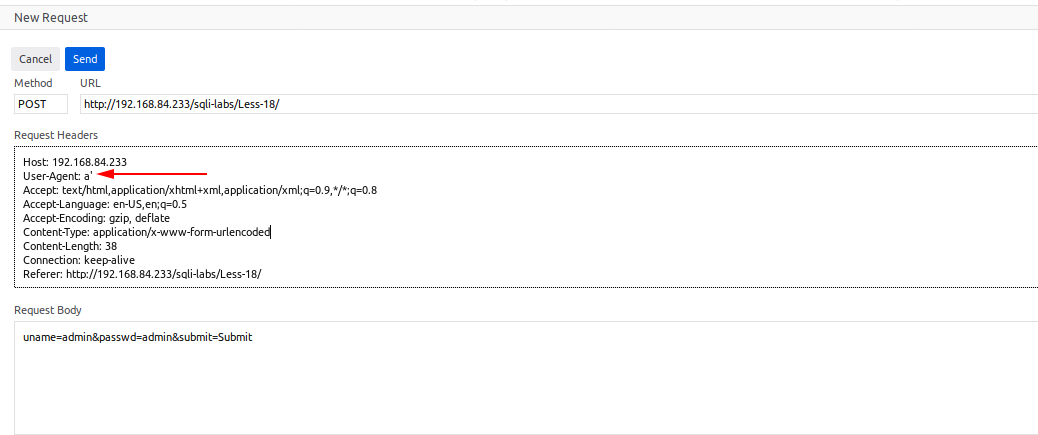 New Request
Cancel Send
Method URL
POST http://192.168.84.233/sqli-labs/Less-18/
Request Headers
Host: 192.168.84.233
User-Agent: a'
Accept: text/html,application/xhtml+xml,application/xml;q=0.9,*/*;q=0.8
Accept-Language: en-US,en;q=0.5
Accept-Encoding: gzip, deflate
Content-Type: application/x-www-form-urlencoded
Content-Length: 38
Connection: keep-alive
Referer: http://192.168.84.233/sqli-labs/Less-18/
Request Body
uname=admin&passwd=admin&submit=Submit